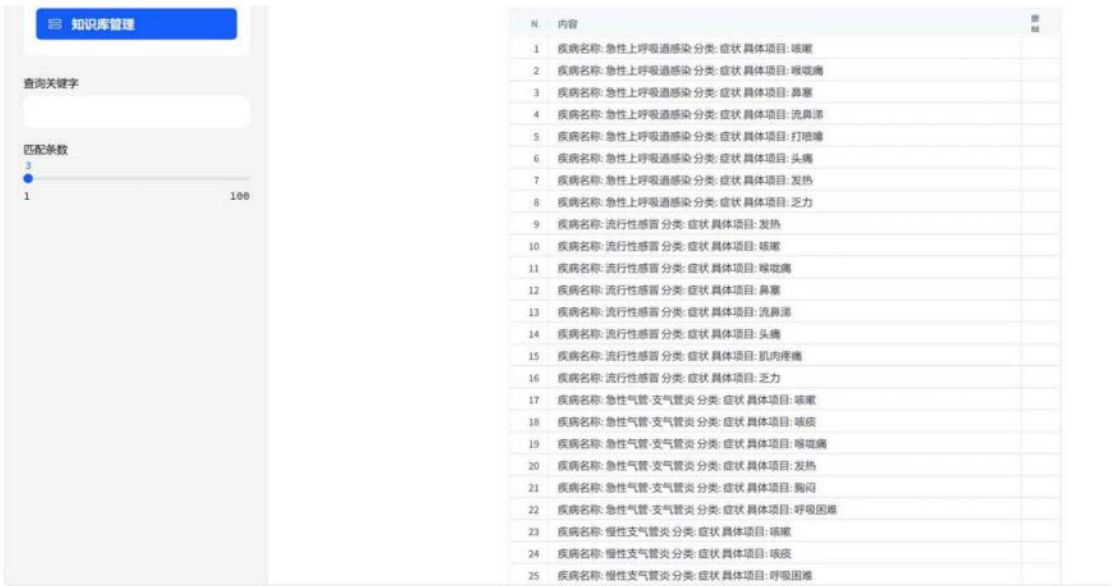 知识库管理
查询关键字
匹配条数
3
1 100
N. 内容
1 疾病名称: 急性上呼吸道感染 分类: 症状 具体项目: 咳嗽
2 疾病名称: 急性上呼吸道感染 分类: 症状 具体项目: 喉咙痛
3 疾病名称: 急性上呼吸道感染 分类: 症状 具体项目: 鼻塞
4 疾病名称: 急性上呼吸道感染 分类: 症状 具体项目: 流鼻涕
5 疾病名称: 急性上呼吸道感染 分类: 症状 具体项目: 打喷嚏
6 疾病名称: 急性上呼吸道感染 分类: 症状 具体项目: 头痛
7 疾病名称: 急性上呼吸道感染 分类: 症状 具体项目: 发热
8 疾病名称: 急性上呼吸道感染 分类: 症状 具体项目: 乏力
9 疾病名称: 流行性感冒 分类: 症状 具体项目: 发热
10 疾病名称: 流行性感冒 分类: 症状 具体项目: 咳嗽
11 疾病名称: 流行性感冒 分类: 症状 具体项目: 喉咙痛
12 疾病名称: 流行性感冒 分类: 症状 具体项目: 鼻塞
13 疾病名称: 流行性感冒 分类: 症状 具体项目: 流鼻涕
14 疾病名称: 流行性感冒 分类: 症状 具体项目: 头痛
15 疾病名称: 流行性感冒 分类: 症状 具体项目: 肌肉疼痛
16 疾病名称: 流行性感冒 分类: 症状 具体项目: 乏力
17 疾病名称: 急性气管-支气管炎 分类: 症状 具体项目: 咳嗽
18 疾病名称: 急性气管-支气管炎 分类: 症状 具体项目: 咳痰
19 疾病名称: 急性气管-支气管炎 分类: 症状 具体项目: 喉咙痛
20 疾病名称: 急性气管-支气管炎 分类: 症状 具体项目: 发热
21 疾病名称: 急性气管-支气管炎 分类: 症状 具体项目: 胸闷
22 疾病名称: 急性气管-支气管炎 分类: 症状 具体项目: 呼吸困难
23 疾病名称: 慢性支气管炎 分类: 症状 具体项目: 咳嗽
24 疾病名称: 慢性支气管炎 分类: 症状 具体项目: 咳痰
25 疾病名称: 慢性支气管炎 分类: 症状 具体项目: 呼吸困难